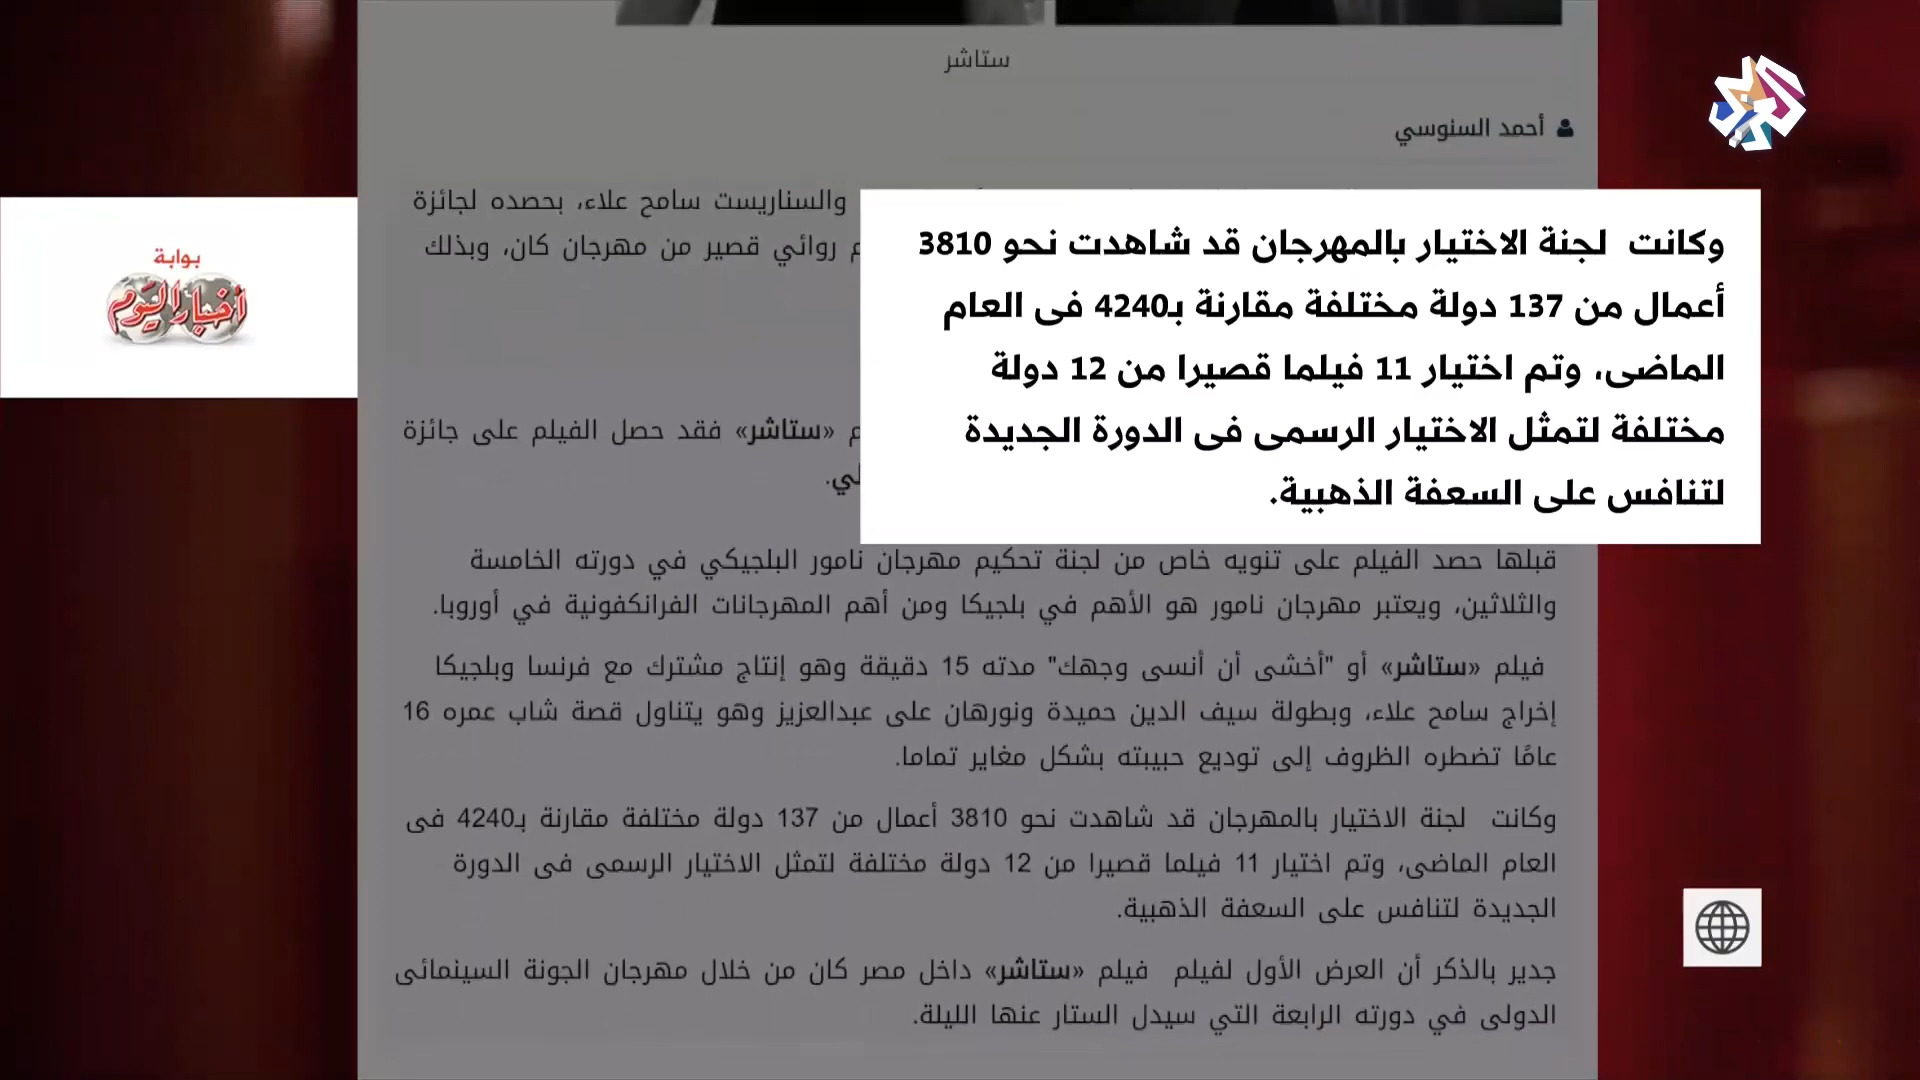 ستاشر
أحمد السنوسي
والسناريست سامح علاء، بحصده لجائزة
روائي قصير من مهرجان كان، وبذلك
بوابة
أخبار اليوم
وكانت لجنة الاختيار بالمهرجان قد شاهدت نحو 3810
أعمال من 137 دولة مختلفة مقارنة بـ4240 فى العام
الماضى، وتم اختيار 11 فيلما قصيرا من 12 دولة
مختلفة لتمثل الاختيار الرسمى فى الدورة الجديدة
لتنافس على السعفة الذهبية.
«ستاشر» فقد حصل الفيلم على جائزة
قبلها حصد الفيلم على تنويه خاص من لجنة تحكيم مهرجان نامور البلجيكي في دورته الخامسة
والثلاثين، ويعتبر مهرجان نامور هو الأهم في بلجيكا ومن أهم المهرجانات الفرانكفونية في أوروبا.
فيلم «ستاشر» أو "أخشى أن أنسى وجهك" مدته 15 دقيقة وهو إنتاج مشترك مع فرنسا وبلجيكا
إخراج سامح علاء، وبطولة سيف الدين حميدة ونورهان على عبدالعزيز وهو يتناول قصة شاب عمره 16
عامًا تضطره الظروف إلى توديع حبيبته بشكل مغاير تماما.
وكانت لجنة الاختيار بالمهرجان قد شاهدت نحو 3810 أعمال من 137 دولة مختلفة مقارنة بـ4240 فى
العام الماضى، وتم اختيار 11 فيلما قصيرا من 12 دولة مختلفة لتمثل الاختيار الرسمى فى الدورة
الجديدة لتنافس على السعفة الذهبية.
جدير بالذكر أن العرض الأول لفيلم فيلم «ستاشر» داخل مصر كان من خلال مهرجان الجونة السينمائى
الدولى في دورته الرابعة التي سيدل الستار عنها الليلة.